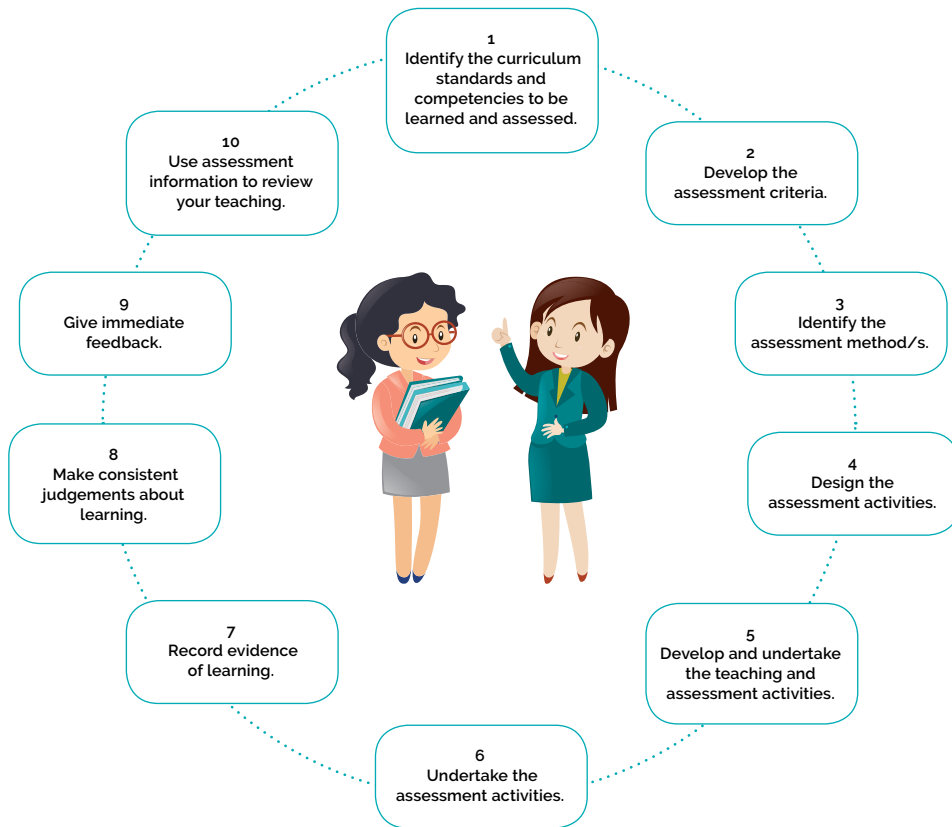 1
Identify the curriculum
standards and
competencies to be
learned and assessed.
2
Develop the
assessment criteria.
3
Identify the
assessment method/s.
4
Design the
assessment activities.
5
Develop and undertake
the teaching and
assessment activities.
6
Undertake the
assessment activities.
7
Record evidence
of learning.
8
Make consistent
judgements about
learning.
9
Give immediate
feedback.
10
Use assessment
information to review
your teaching.